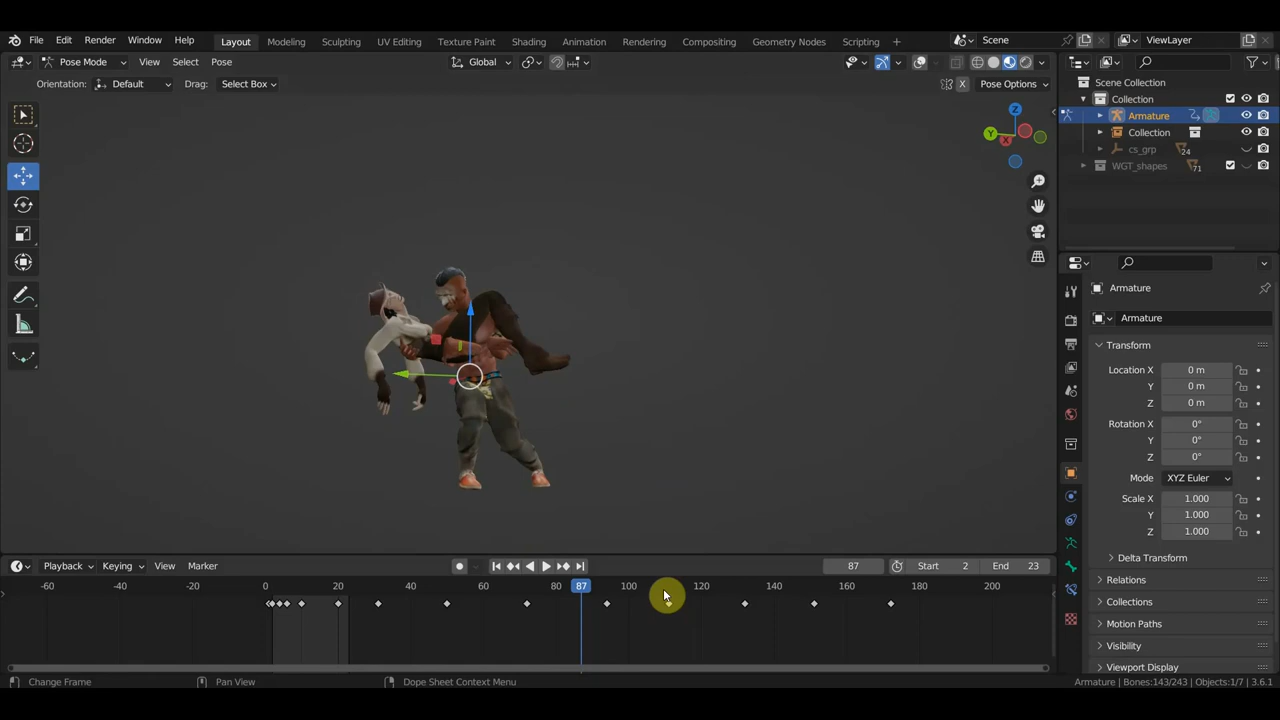 File Edit Render Window Help Layout Modeling Sculpting UV Editing Texture Paint Shading Animation Rendering Compositing Geometry Nodes Scripting + Scene ViewLayer
Pose Mode View Select Pose Global Pose Options
Orientation: Default Drag: Select Box X
Z
Y
X
Scene Collection
Collection
Armature
Collection
cs_grp 24
WGT_shapes 71
Armature
Armature
Transform
Location X 0 m
Y 0 m
Z 0 m
Rotation X 0°
Y 0°
Z 0°
Mode XYZ Euler
Scale X 1.000
Y 1.000
Z 1.000
Delta Transform
Relations
Collections
Motion Paths
Visibility
Viewport Display
Playback Keying View Marker 87 Start 2 End 23
-60 -40 -20 0 20 40 60 87 100 120 140 160 180 200
Change Frame Pan View Dope Sheet Context Menu Armature | Bones:143/243 | Objects:1/7 | 3.6.1